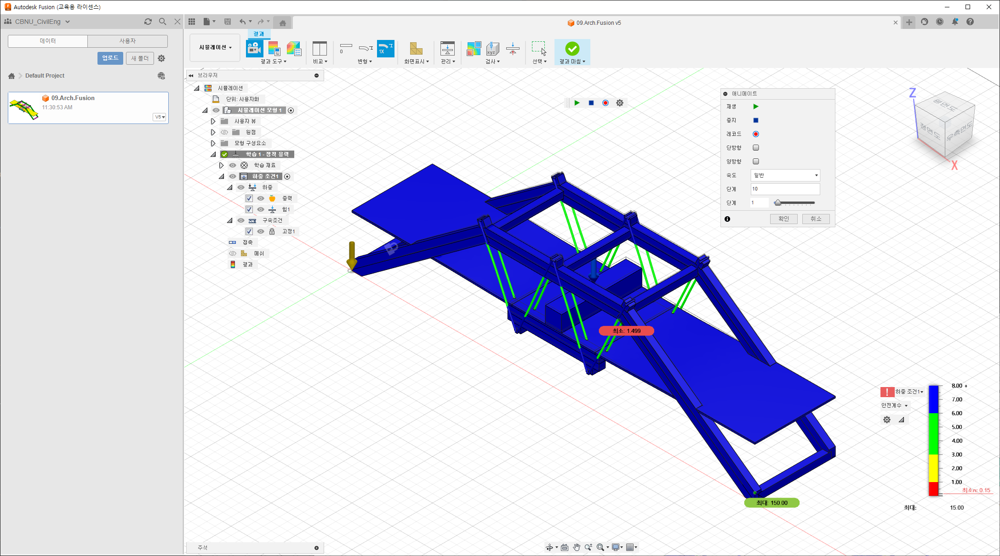 Autodesk Fusion (교육용 라이센스)
CBNU_CivilEng
09.Arch.Fusion v5
데이터
사용자
업로드
새 폴더
Default Project
09.Arch.Fusion
11:30:53 AM
V5
결과
시뮬레이션
0
1X
xyz
결과 도구
비교
변형
화면표시
관리
검사
선택
결과 마침
브라우저
시뮬레이션
단위: 사용자화
시뮬레이션 모형 1
사용자 뷰
원점
모형 구성요소
학습 1 - 정적 응력
학습 재료
하중 조건1
하중
중력
힘1
구속조건
고정1
접촉
메쉬
결과
애니메이트
재생
중지
레코드
단방향
양방향
속도
일반
단계
10
단계
1
확인
취소
Z
평면도
정면도
우측면도
X
최소: 1.499
최대: 150.00
하중 조건1
안전계수
8.00 +
7.00
6.00
5.00
4.00
3.00
2.00
1.00
최소n: 0.15
최대:
15.00
주석